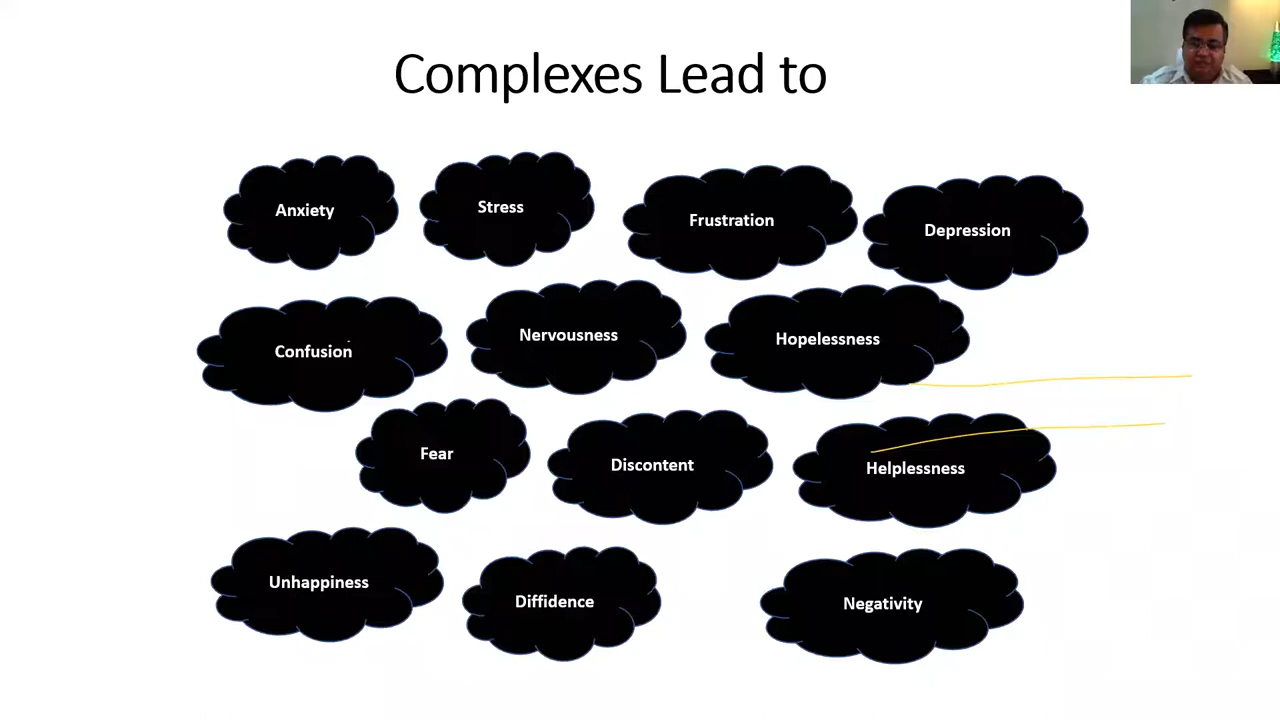 Complexes Lead to
Anxiety
Stress
Frustration
Depression
Confusion
Nervousness
Hopelessness
Fear
Discontent
Helplessness
Unhappiness
Diffidence
Negativity